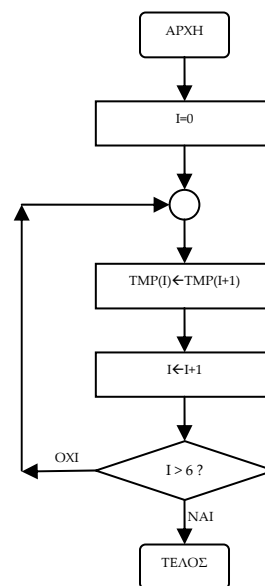 ΑΡΧΗ
I=0
TMP(I)←TMP(I+1)
I←I+1
I > 6 ?
ΟΧΙ
ΝΑΙ
ΤΕΛΟΣ